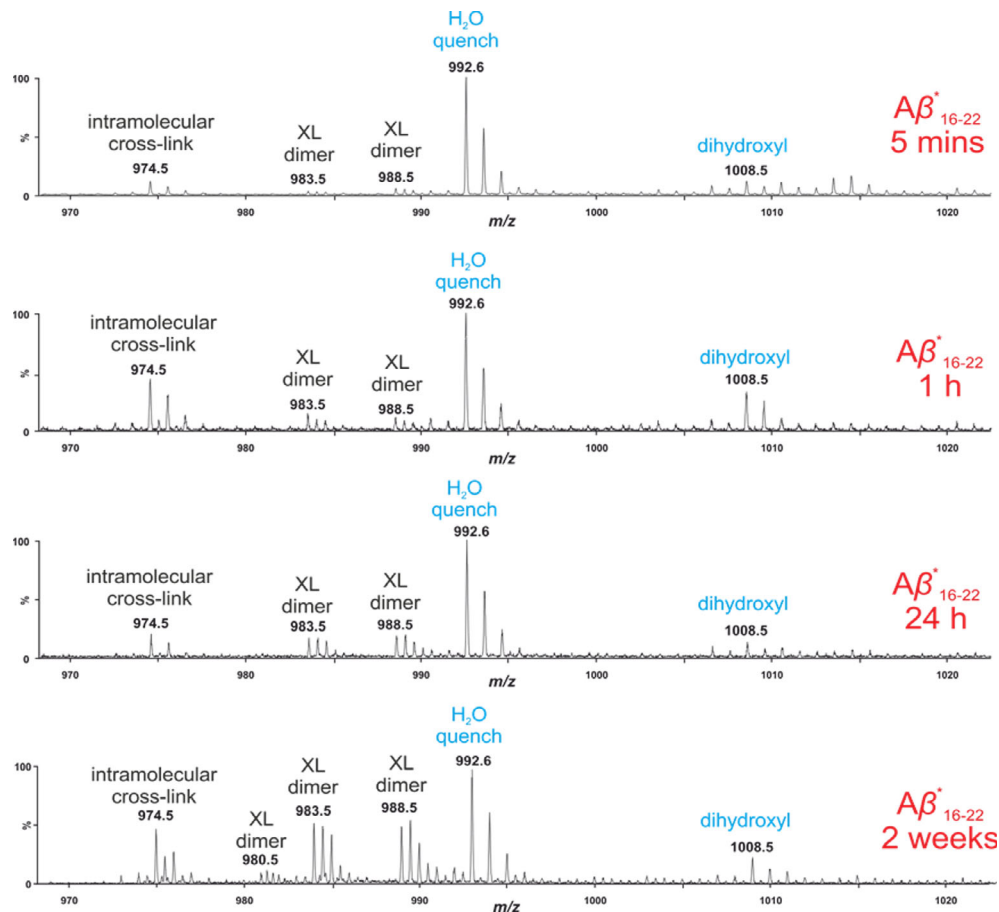 H₂O
quench
992.6
100
%
0
intramolecular
cross-link
974.5
XL
dimer
983.5
XL
dimer
988.5
dihydroxyl
1008.5
Aβ*16-22
5 mins
970 980 990 1000 1010 1020
m/z
H₂O
quench
992.6
100
%
0
intramolecular
cross-link
974.5
XL
dimer
983.5
XL
dimer
988.5
dihydroxyl
1008.5
Aβ*16-22
1 h
970 980 990 1000 1010 1020
m/z
H₂O
quench
992.6
100
%
0
intramolecular
cross-link
974.5
XL
dimer
983.5
XL
dimer
988.5
dihydroxyl
1008.5
Aβ*16-22
24 h
970 980 990 1000 1010 1020
m/z
H₂O
quench
992.6
100
%
0
intramolecular
cross-link
974.5
XL
dimer
980.5
XL
dimer
983.5
XL
dimer
988.5
dihydroxyl
1008.5
Aβ*16-22
2 weeks
970 980 990 1000 1010 1020
m/z